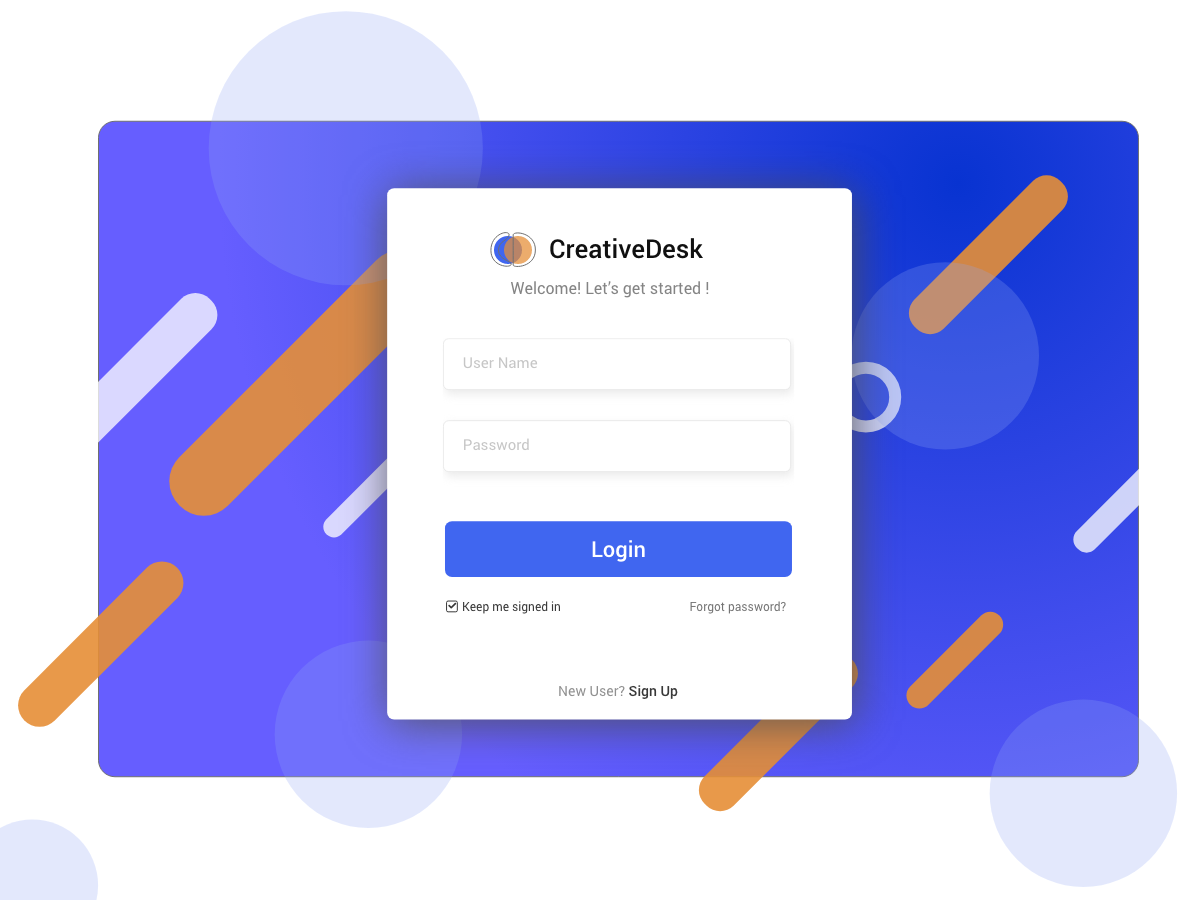 CreativeDesk
Welcome! Let's get started !
User Name
Password
Login
Keep me signed in
Forgot password?
New User? Sign Up